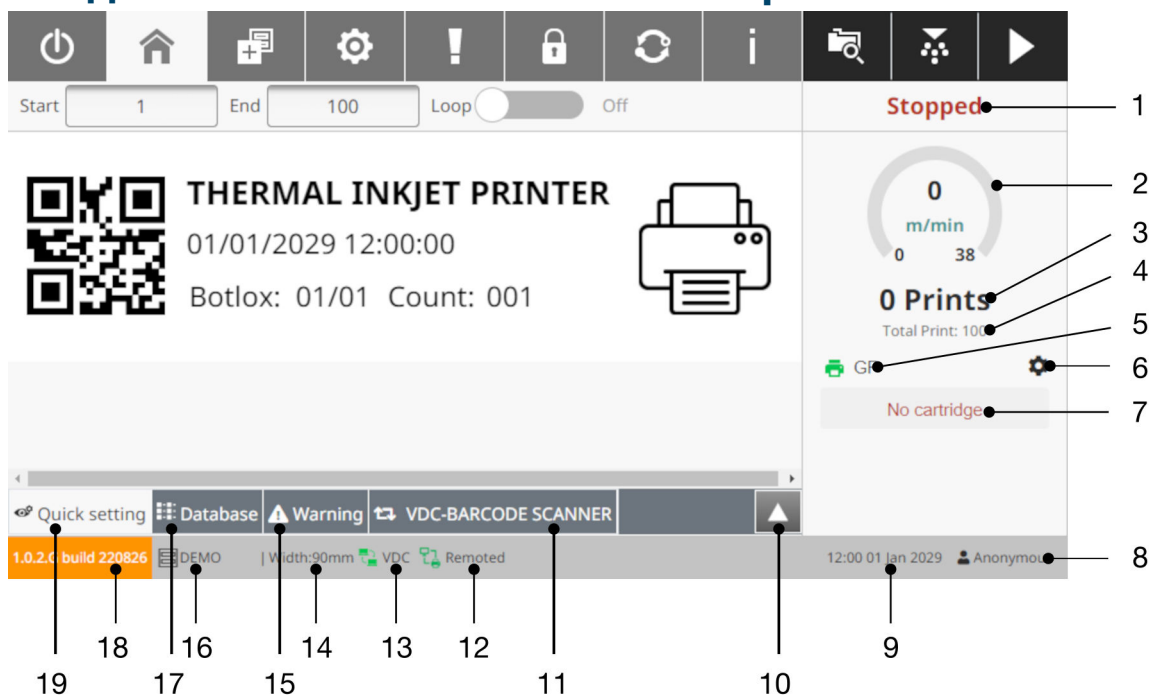 Start 1 End 100 Loop Off
Stopped
1
THERMAL INKJET PRINTER
01/01/2029 12:00:00
Botlox: 01/01 Count: 001
0
m/min
0 38
2
0 Prints
3
Total Print: 100
4
5
6
No cartridge
7
Quick setting Database Warning VDC-BARCODE SCANNER
DEMO | Width:90mm VDC Remoted 12:00 01 Jan 2029
8
18 16 14 13 12 9
19 17 15 11 10